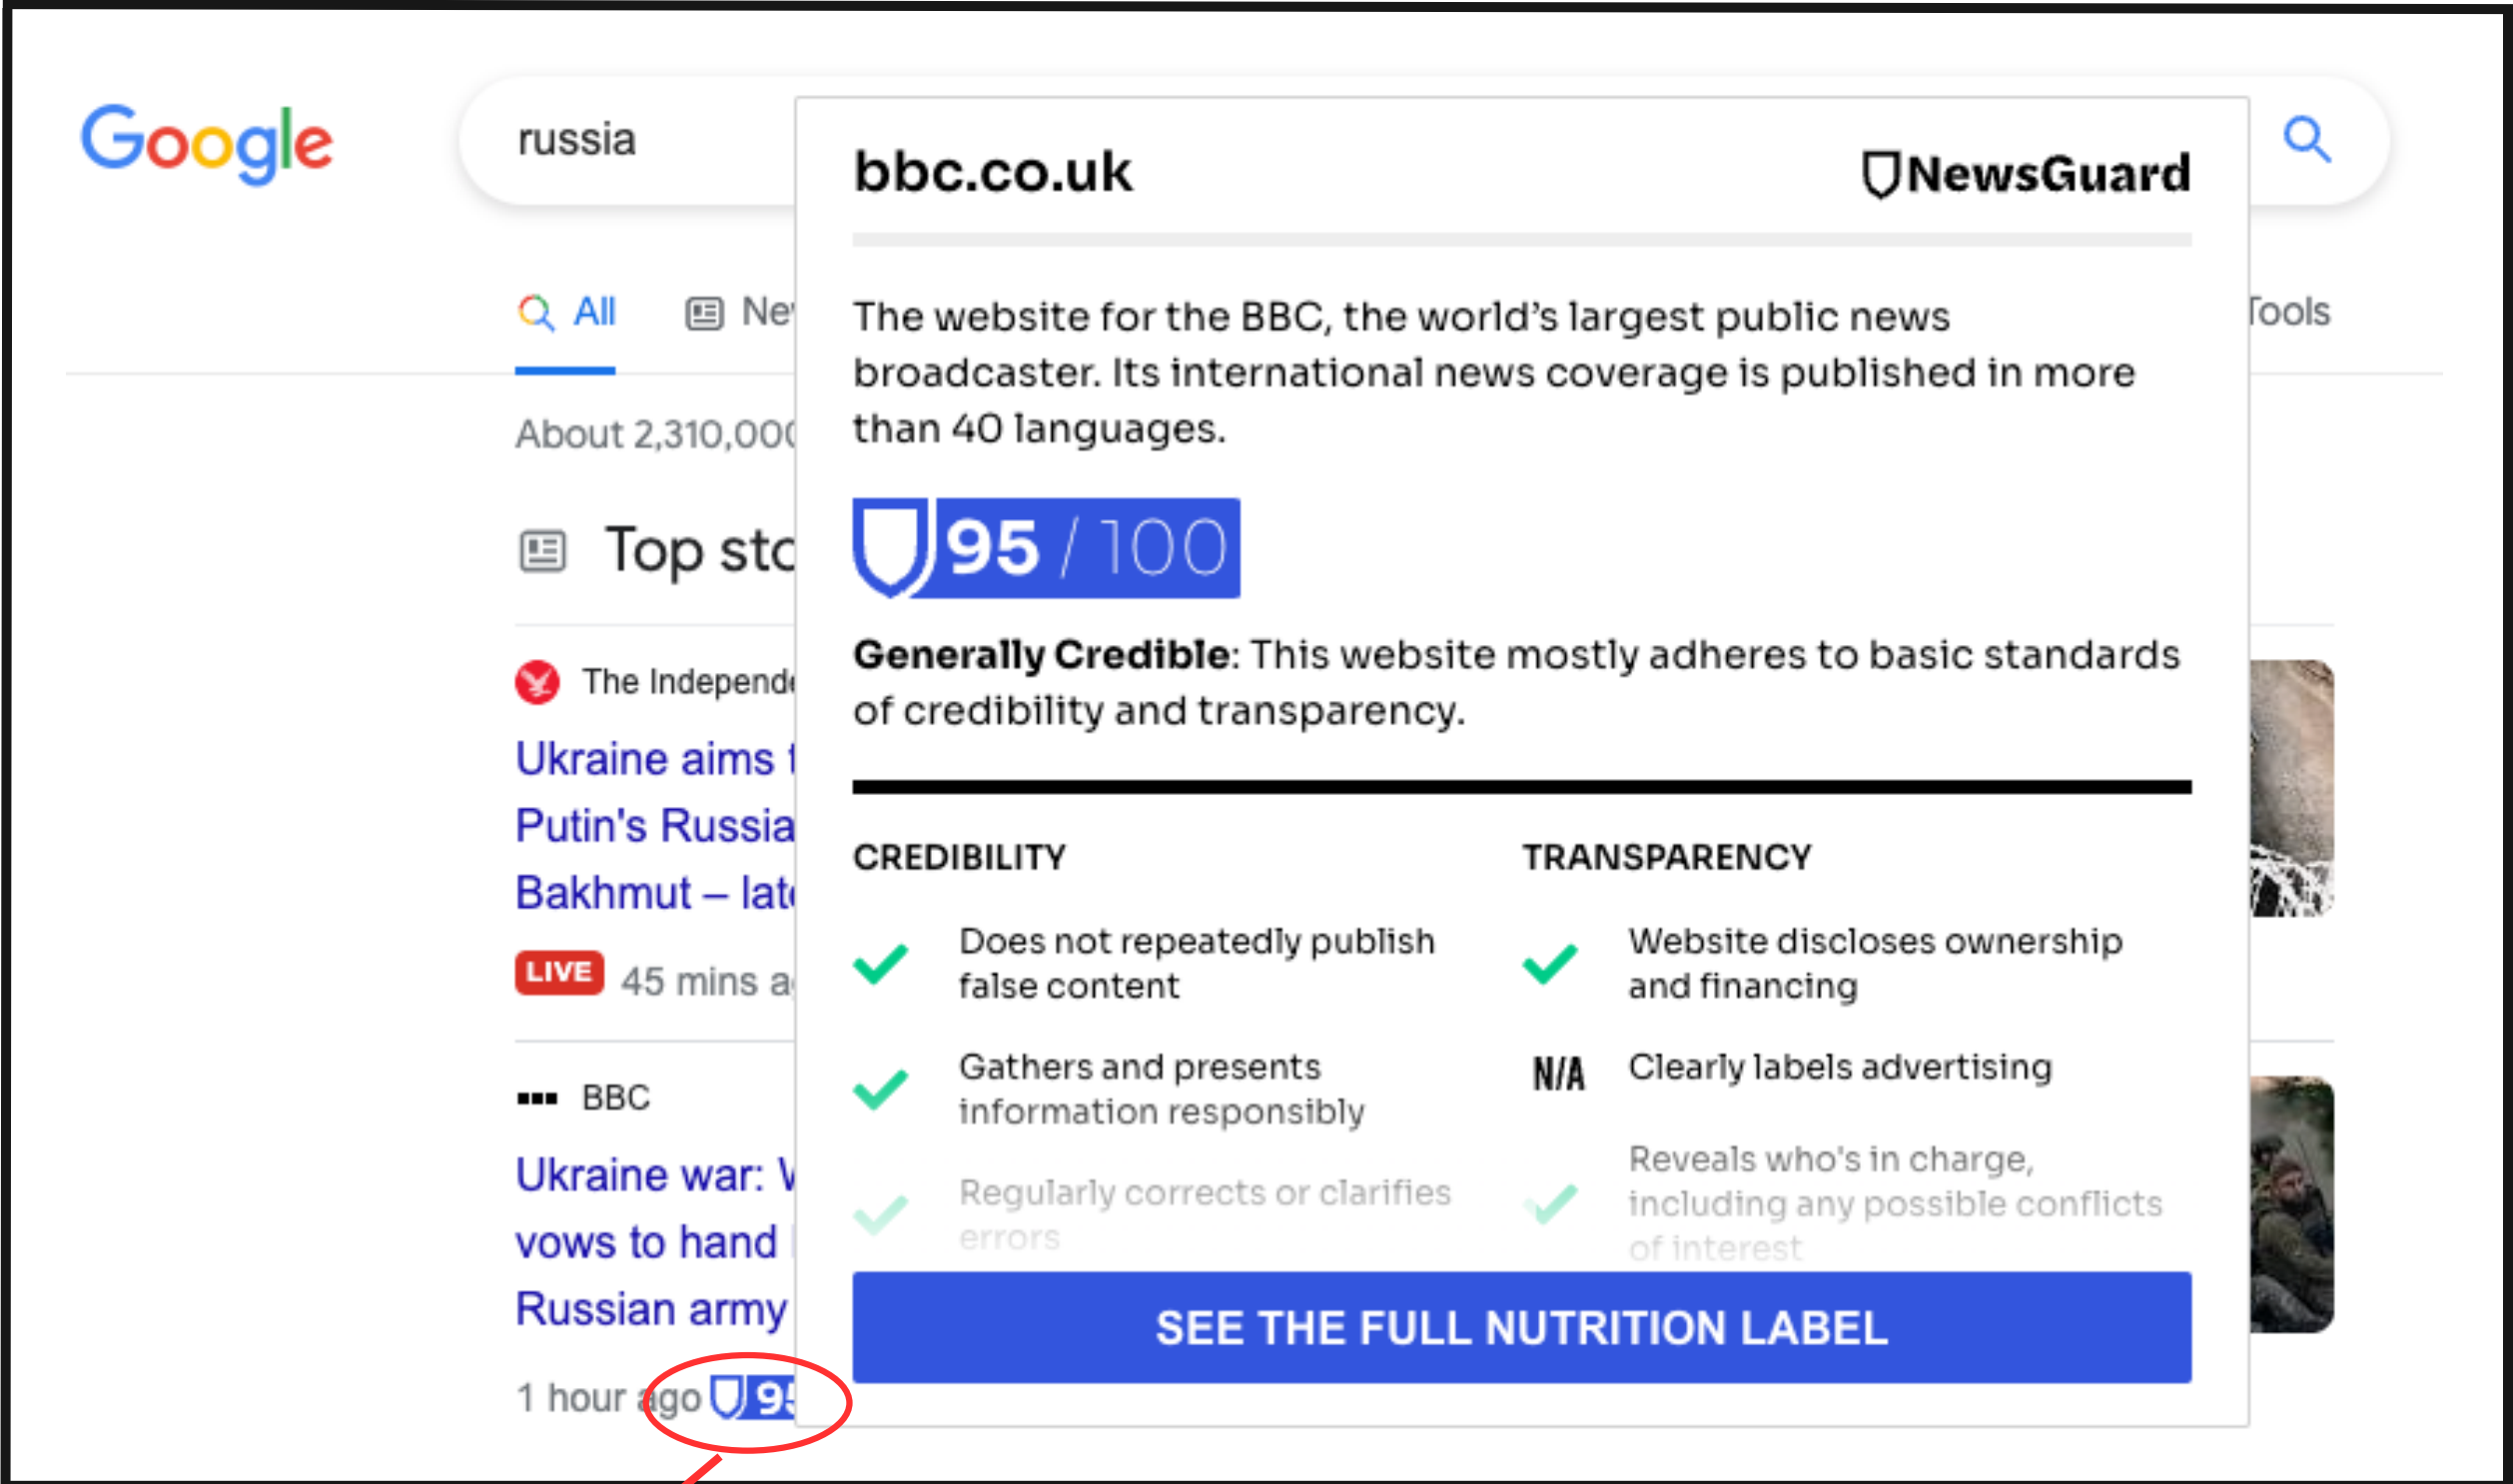 Google
russia
All
Tools
About 2,310,000
Top
The
Ukraine aims
Putin's Russia
Bakhmut –
LIVE 45 mins
BBC
Ukraine war:
vows to hand
Russian army
1 hour ago
bbc.co.uk
NewsGuard
The website for the BBC, the world’s largest public news
broadcaster. Its international news coverage is published in more
than 40 languages.
95 / 100
Generally Credible: This website mostly adheres to basic standards
of credibility and transparency.
CREDIBILITY
Does not repeatedly publish
false content
Gathers and presents
information responsibly
Regularly corrects or clarifies
errors
TRANSPARENCY
Website discloses ownership
and financing
N/A Clearly labels advertising
Reveals who's in charge,
including any possible conflicts
of interest
SEE THE FULL NUTRITION LABEL